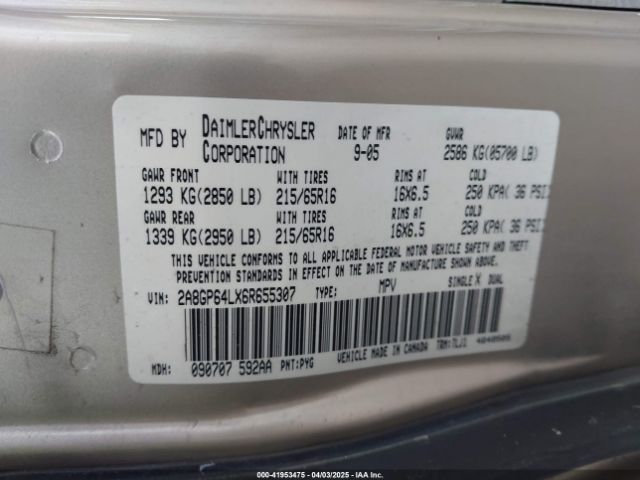 MFD BY DAIMLERCHRYSLER CORPORATION DATE OF MFR 9-05 GVWR 2586 KG(05700 LB)
GAWR FRONT WITH TIRES RIMS AT COLD
1293 KG(2850 LB) 215/65R16 16X6.5 250 KPA( 36 PSI)
GAWR REAR WITH TIRES RIMS AT COLD
1339 KG(2950 LB) 215/65R16 16X6.5 250 KPA( 36 PSI)
THIS VEHICLE CONFORMS TO ALL APPLICABLE FEDERAL MOTOR VEHICLE SAFETY AND THEFT
PREVENTION STANDARDS IN EFFECT ON THE DATE OF MANUFACTURE SHOWN ABOVE.
VIN: 2A8GP64LX6R655307 TYPE: MPV SINGLE X DUAL
MDH: 090707 592AA PNT:PYG VEHICLE MADE IN CANADA TRM:TLJ1 4640505
000-41953475 - 04/03/2025 - IAA Inc.